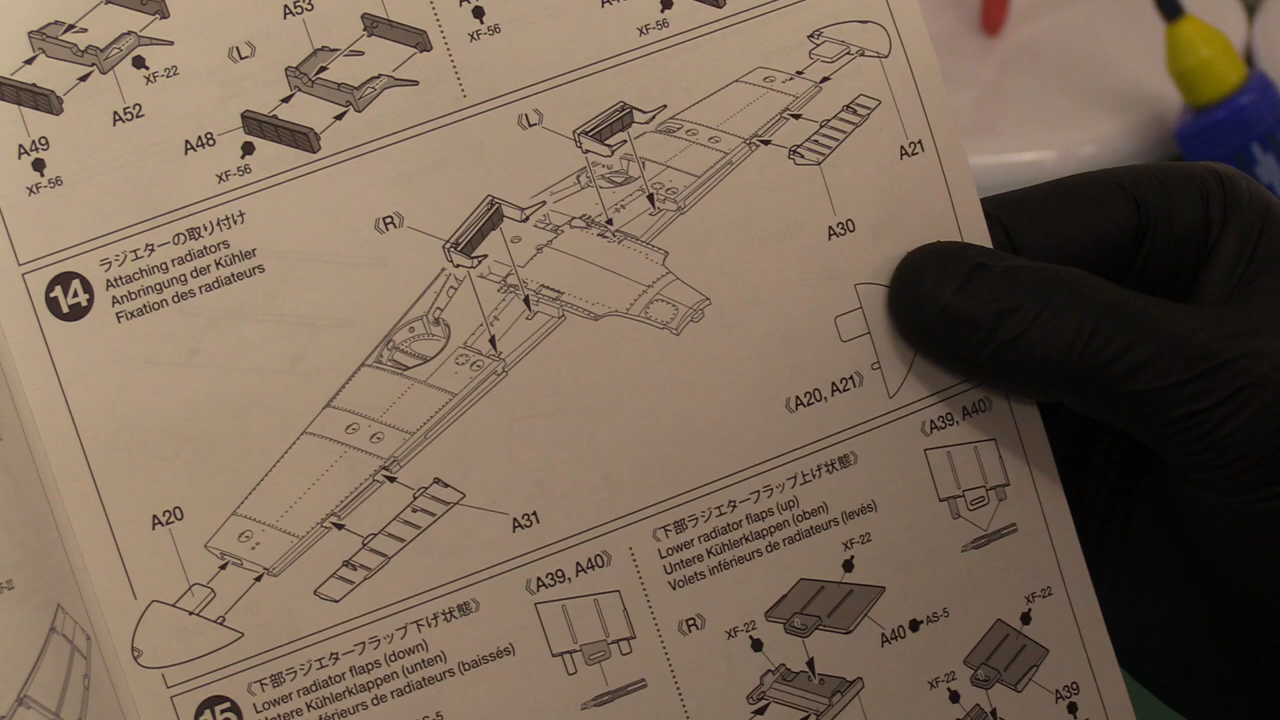 A53
XF-22
《L》
A52
A49
XF-56
A48
XF-56
XF-56
XF-56
14
ラジエターの取り付け
Attaching radiators
Anbringung der Kühler
Fixation des radiateurs
《L》
《R》
A21
A30
《A20, A21》
A20
A31
15
《下部ラジエターフラップ下げ状態》
Lower radiator flaps (down)
Untere Kühlerklappen (unten)
inférieurs de radiateurs (baissés)
《A39, A40》
《下部ラジエターフラップ上げ状態》
Lower radiator flaps (up)
Untere Kühlerklappen (oben)
Volets inférieurs de radiateurs (levés)
《A39, A40》
XF-22
《R》
XF-22
A40
AS-5
XF-22
XF-22
A39